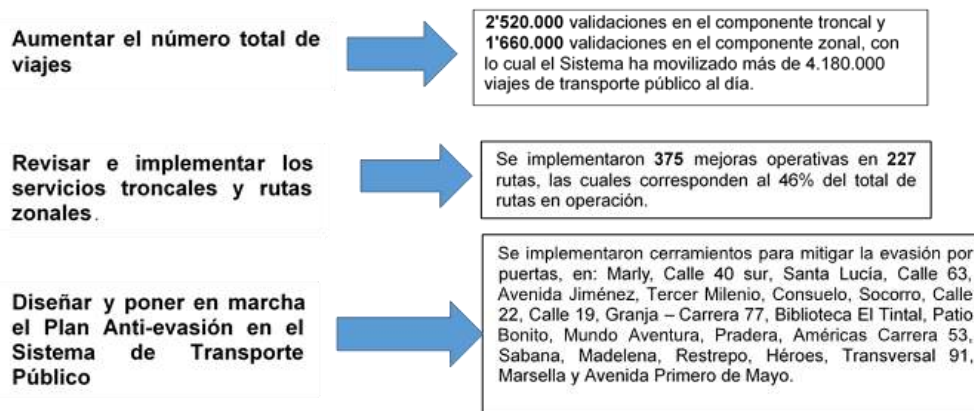 Aumentar el número total de
viajes
2'520.000 validaciones en el componente troncal y
1'660.000 validaciones en el componente zonal, con
lo cual el Sistema ha movilizado más de 4.180.000
viajes de transporte público al día.
Revisar e implementar los
servicios troncales y rutas
zonales.
Se implementaron 375 mejoras operativas en 227
rutas, las cuales corresponden al 46% del total de
rutas en operación.
Diseñar y poner en marcha
el Plan Anti-evasión en el
Sistema de Transporte
Público
Se implementaron cerramientos para mitigar la evasión por
puertas, en: Marly, Calle 40 sur, Santa Lucía, Calle 63,
Avenida Jiménez, Tercer Milenio, Consuelo, Socorro, Calle
22, Calle 19, Granja – Carrera 77, Biblioteca El Tintal, Patio
Bonito, Mundo Aventura, Pradera, Américas Carrera 53,
Sabana, Madelena, Restrepo, Héroes, Transversal 91,
Marsella y Avenida Primero de Mayo.